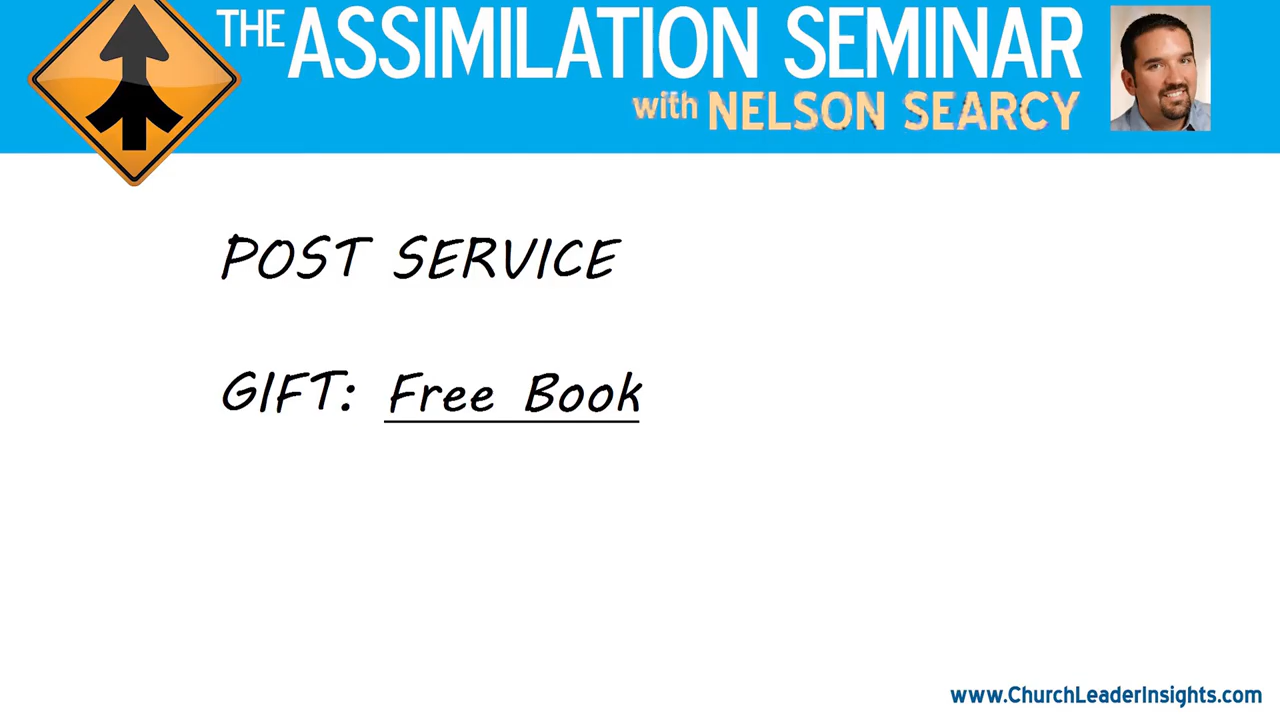 THE ASSIMILATION SEMINAR
with NELSON SEARCY
POST SERVICE
GIFT: Free Book
www.ChurchLeaderInsights.com